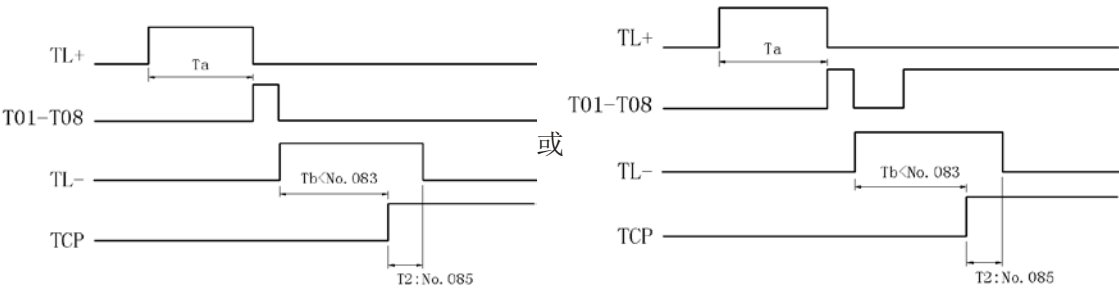 TL+
Ta
T01-T08
TL-
Tb<No.083
TCP
T2:No.085
或
TL+
Ta
T01-T08
TL-
Tb<No.083
TCP
T2:No.085